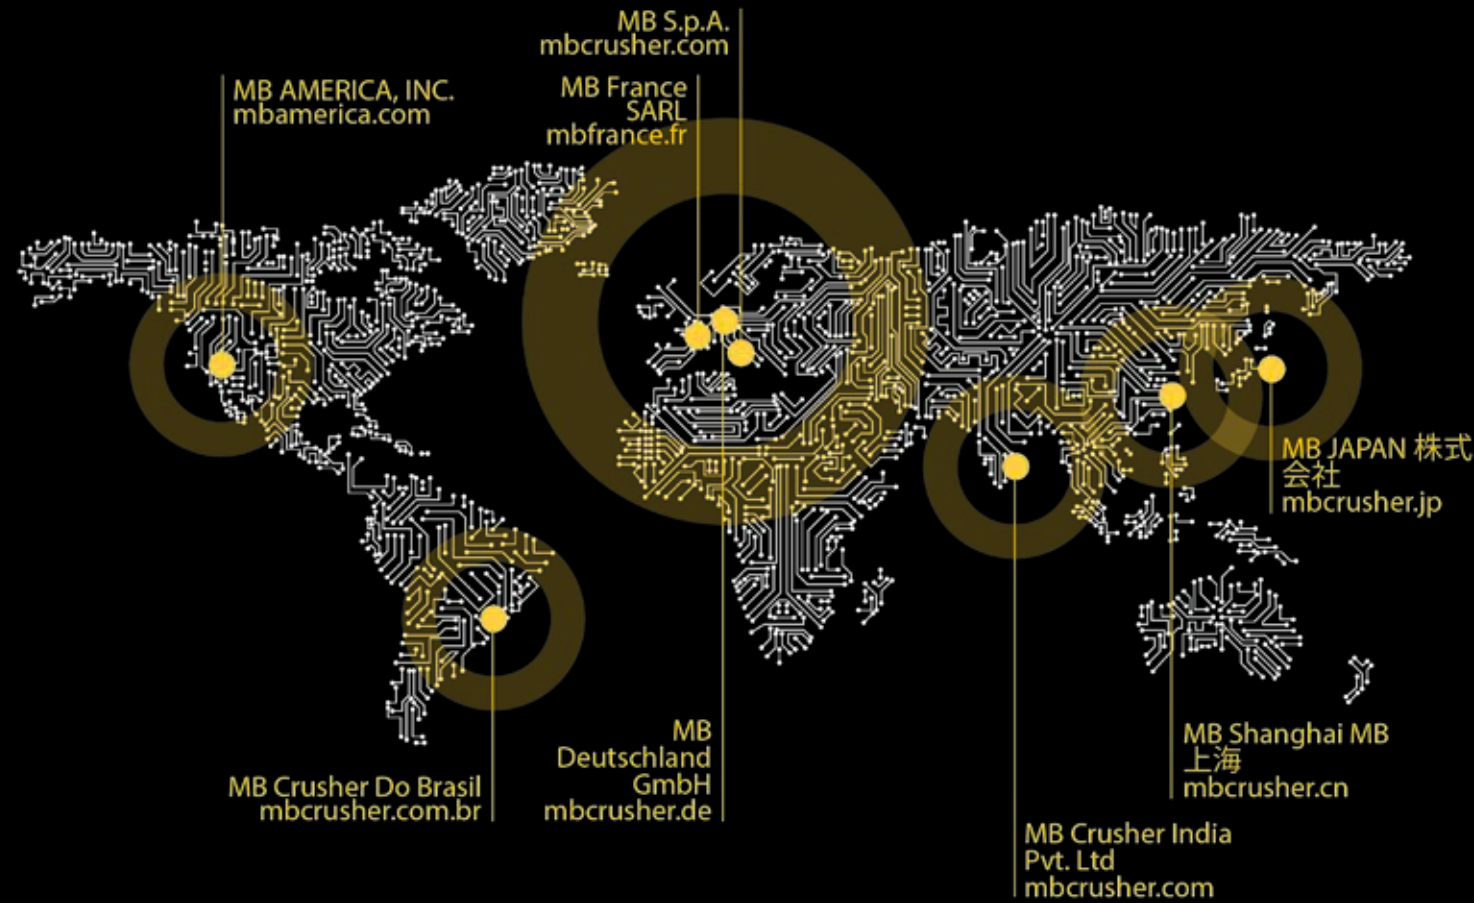 MB S.p.A.
mbcrusher.com
MB AMERICA, INC.
mbamerica.com
MB France
SARL
mbfrance.fr
MB JAPAN 株式
会社
mbcrusher.jp
MB
Deutschland
GmbH
mbcrusher.de
MB Shanghai MB
上海
mbcrusher.cn
MB Crusher Do Brasil
mbcrusher.com.br
MB Crusher India
Pvt. Ltd
mbcrusher.com